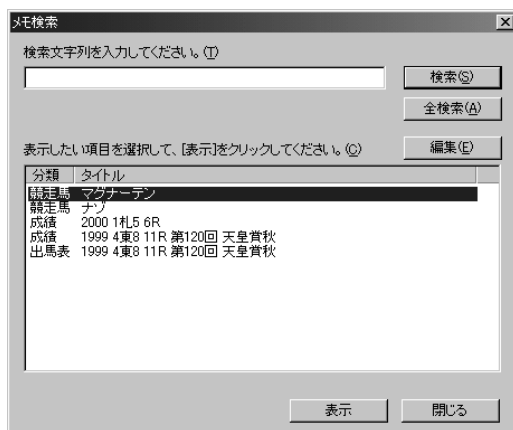 メモ検索
検索文字列を入力してください。(T)
検索(S)
全検索(A)
表示したい項目を選択して、[表示]をクリックしてください。(C)
編集(E)
分類 タイトル
競走馬 マグナーテン
競走馬 ナゾ
成績 2000 1札5 6R
成績 1999 4東8 11R 第120回 天皇賞秋
出馬表 1999 4東8 11R 第120回 天皇賞秋
表示 閉じる